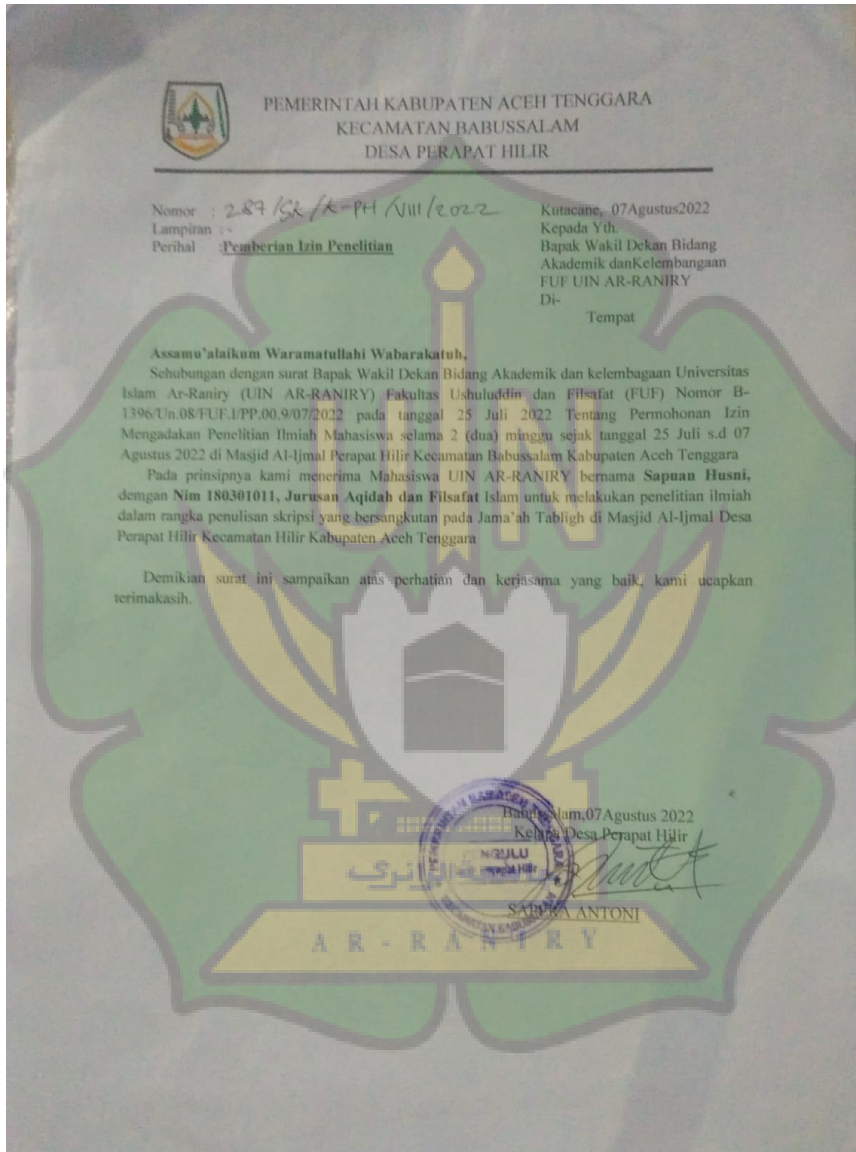 PEMERINTAH KABUPATEN ACEH TENGGARA
KECAMATAN BABUSSALAM
DESA PERAPAT HILIR
Nomor : 287/SK/K-PH/VIII/2022
Lampiran :-
Perihal :Pemberian Izin Penelitian
Kutacane, 07Agustus2022
Kepada Yth.
Bapak Wakil Dekan Bidang
Akademik danKelembangaan
FUF UIN AR-RANIRY
Di-
Tempat
Assamu'alaikum Waramatullahi Wabarakatuh,
Sehubungan dengan surat Bapak Wakil Dekan Bidang Akademik dan kelembagaan Universitas
Islam Ar-Raniry (UIN AR-RANIRY) Fakultas Ushuluddin dan Filsafat (FUF) Nomor B-
1396/Un.08/FUF.I/PP.00.9/07/2022 pada tanggal 25 Juli 2022 Tentang Permohonan Izin
Mengadakan Penelitian Ilmiah Mahasiswa selama 2 (dua) minggu sejak tanggal 25 Juli s.d 07
Agustus 2022 di Masjid Al-Ijmal Perapat Hilir Kecamatan Babussalam Kabupaten Aceh Tenggara
Pada prinsipnya kami menerima Mahasiswa UIN AR-RANIRY bernama Sapuan Husni,
demgan Nim 180301011, Jurusan Aqidah dan Filsafat Islam untuk melakukan penelitian ilmiah
dalam rangka penulisan skripsi yang bersangkutan pada Jama'ah Tabligh di Masjid Al-Ijmal Desa
Perapat Hilir Kecamatan Hilir Kabupaten Aceh Tenggara
Demikian surat ini sampaikan atas perhatian dan kerjasama yang baik, kami ucapkan
terimakasih.
Babussalam,07Agustus 2022
Kelapa Desa Perapat Hilir
PENGULU
Perapat Hilir
ANTONI
UIN
جامعة الرانري
AR-RANIRY